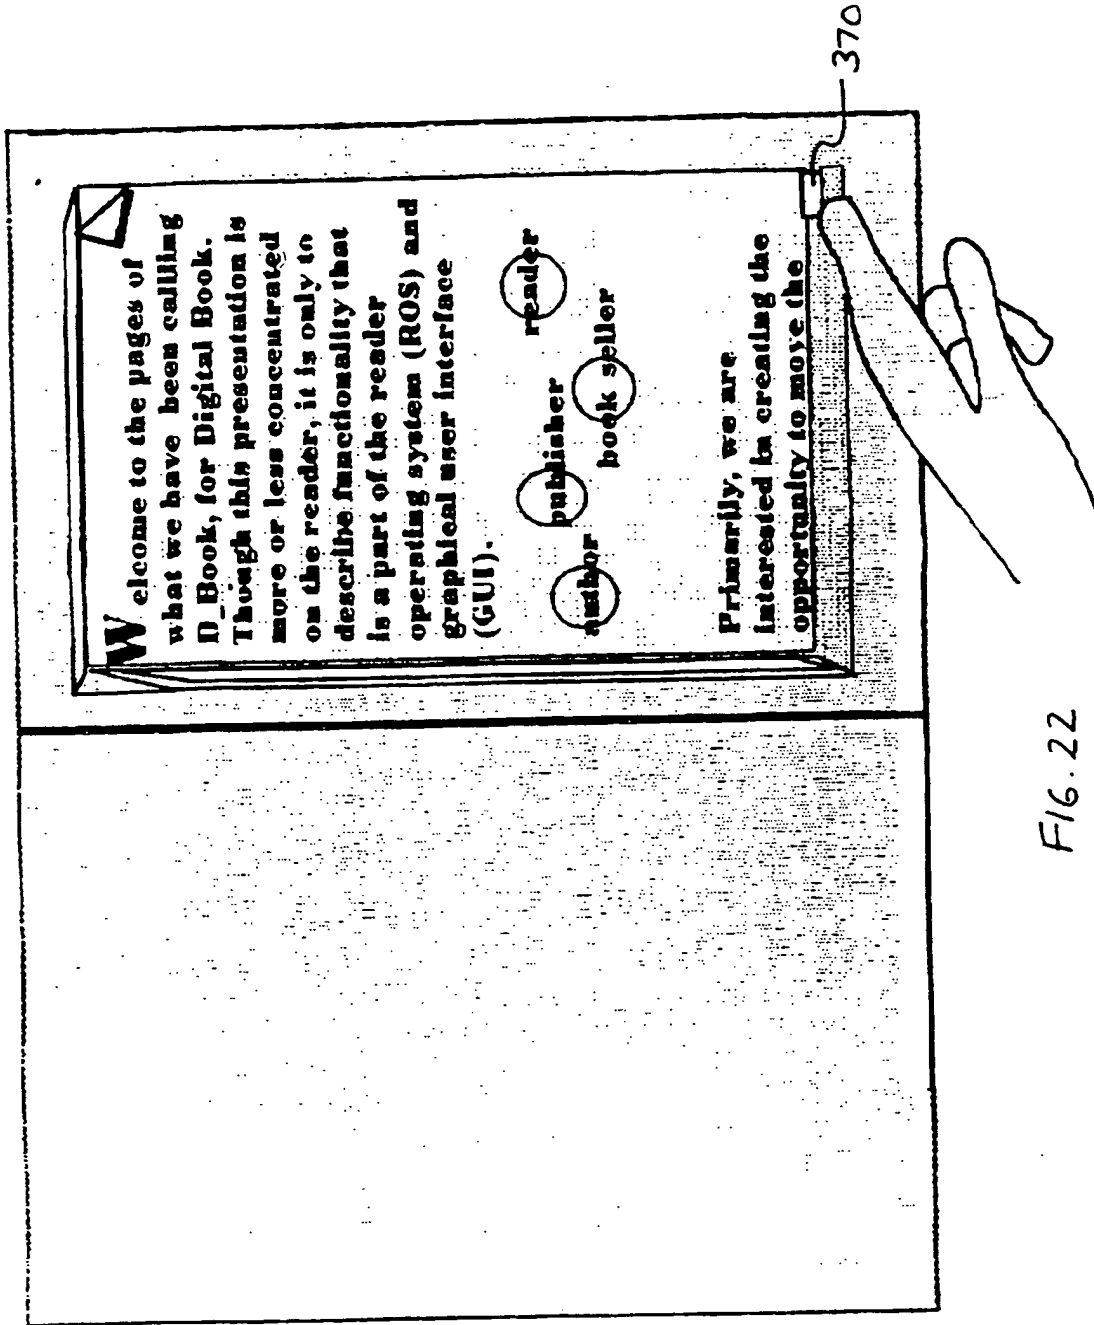 Welcome to the pages of
what we have been calling
D_Book, for Digital Book.
Though this presentation is
more or less concentrated
on the reader, it is only to
describe functionality that
is a part of the reader
operating system (ROS) and
graphical user interface
(GUI).
author publisher reader
book seller
Primarily, we are
interested in creating the
opportunity to move the
370
FIG. 22